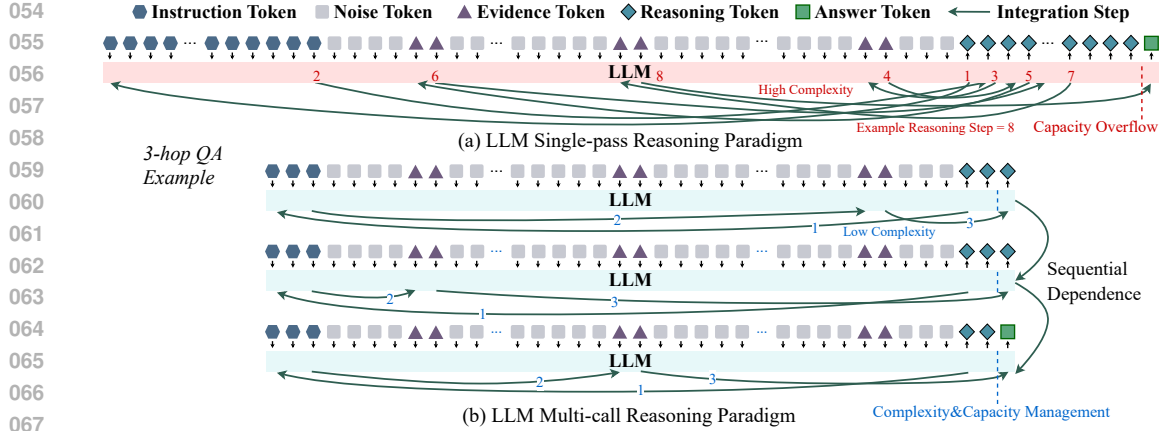 054
Instruction Token Noise Token Evidence Token Reasoning Token Answer Token Integration Step
055
... ... ... ...
056
LLM
2 6 8 4 1 3 5 7
High Complexity
057
Example Reasoning Step = 8 Capacity Overflow
058
(a) LLM Single-pass Reasoning Paradigm
3-hop QA
Example
059
... ...
060
LLM
2
1
3
Low Complexity
061
062
... ...
LLM
063
2
3
1
Sequential
Dependence
064
... ...
065
LLM
2
3
1
066
(b) LLM Multi-call Reasoning Paradigm
Complexity&Capacity Management
067